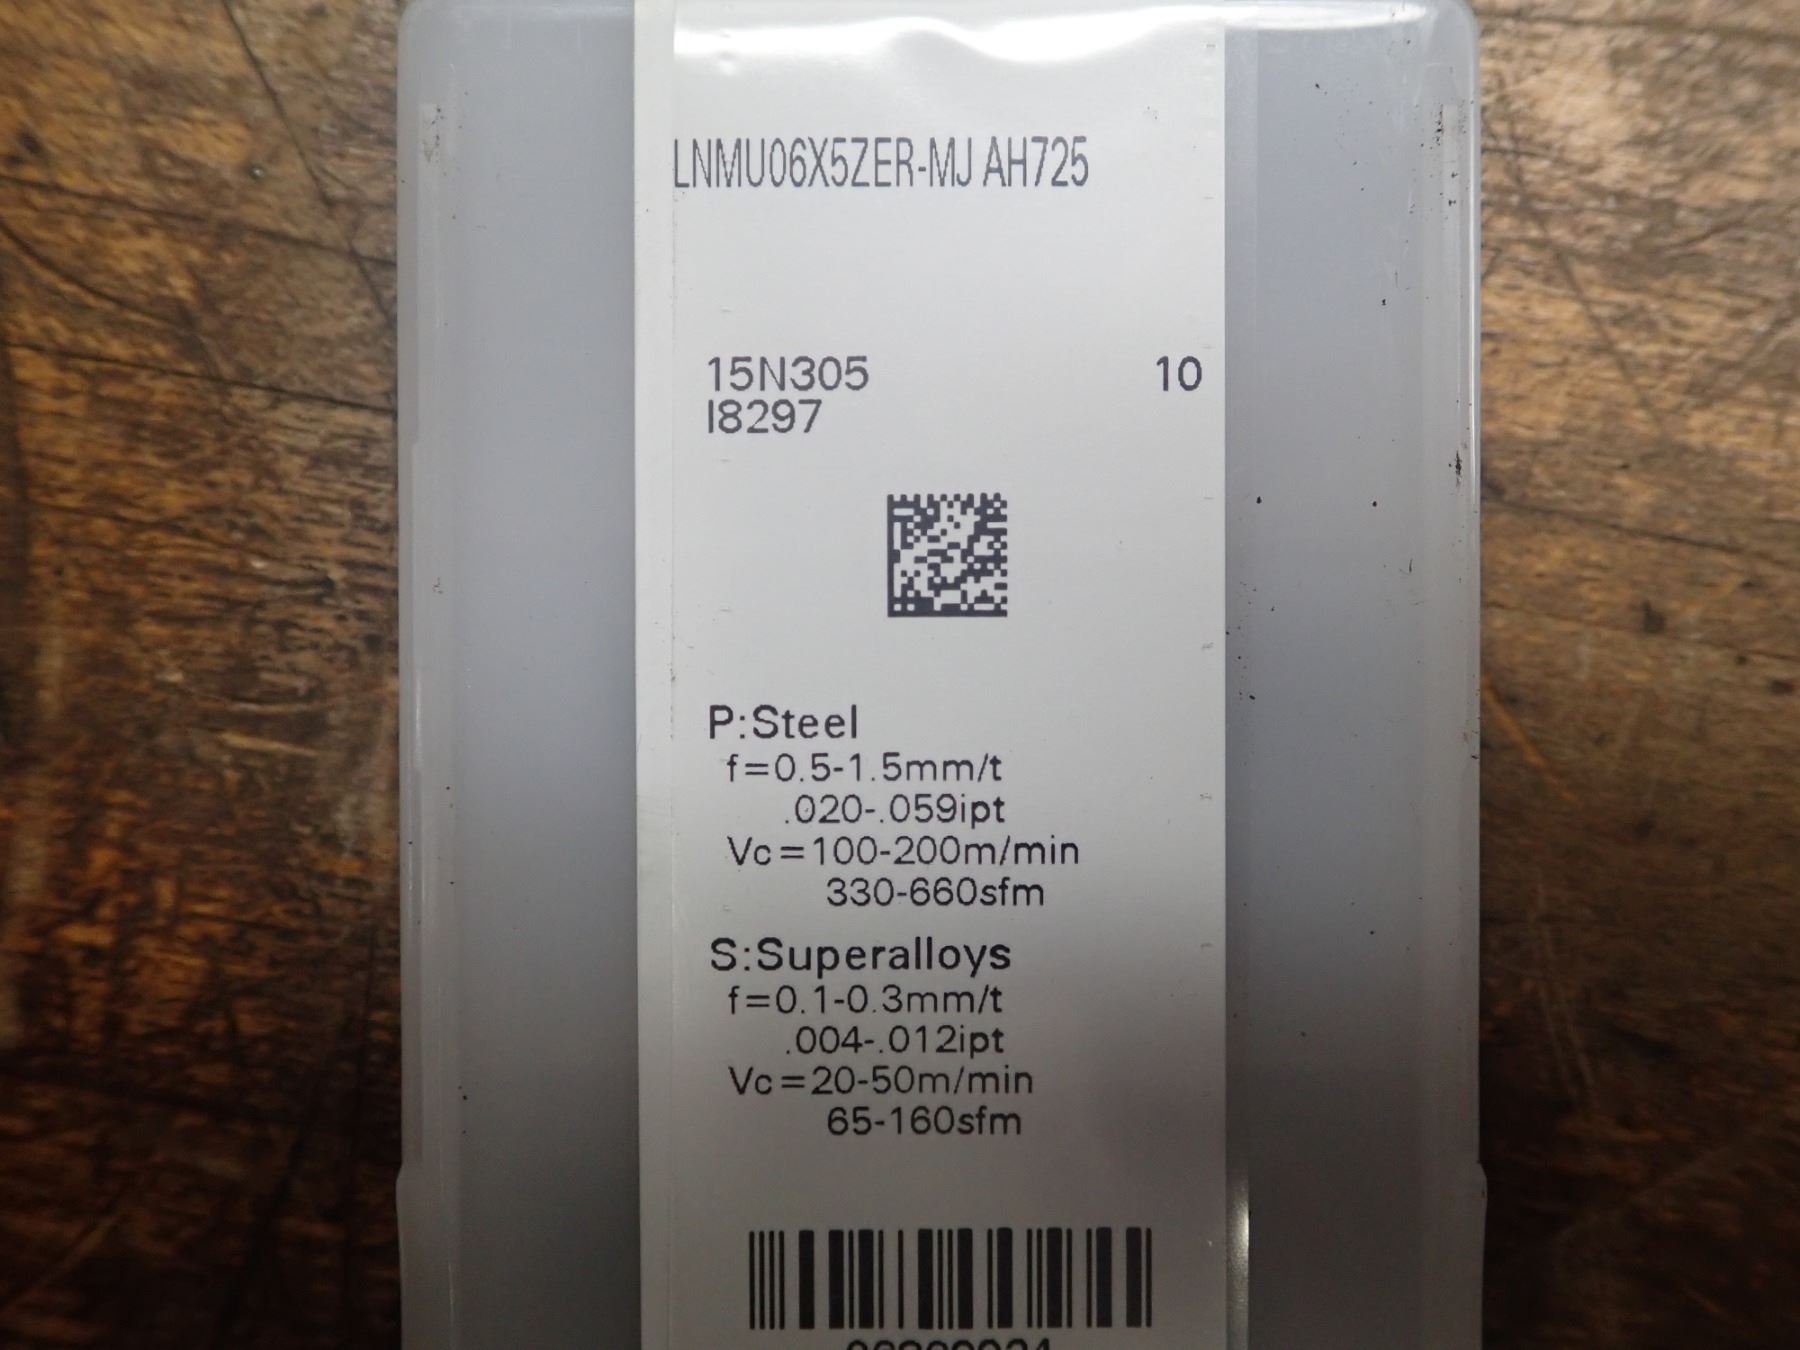 LNMU06X5ZER-MJ AH725
15N305 10
I8297
P:Steel
f=0.5-1.5mm/t
.020-.059ipt
Vc=100-200m/min
330-660sfm
S:Superalloys
f=0.1-0.3mm/t
.004-.012ipt
Vc=20-50m/min
65-160sfm